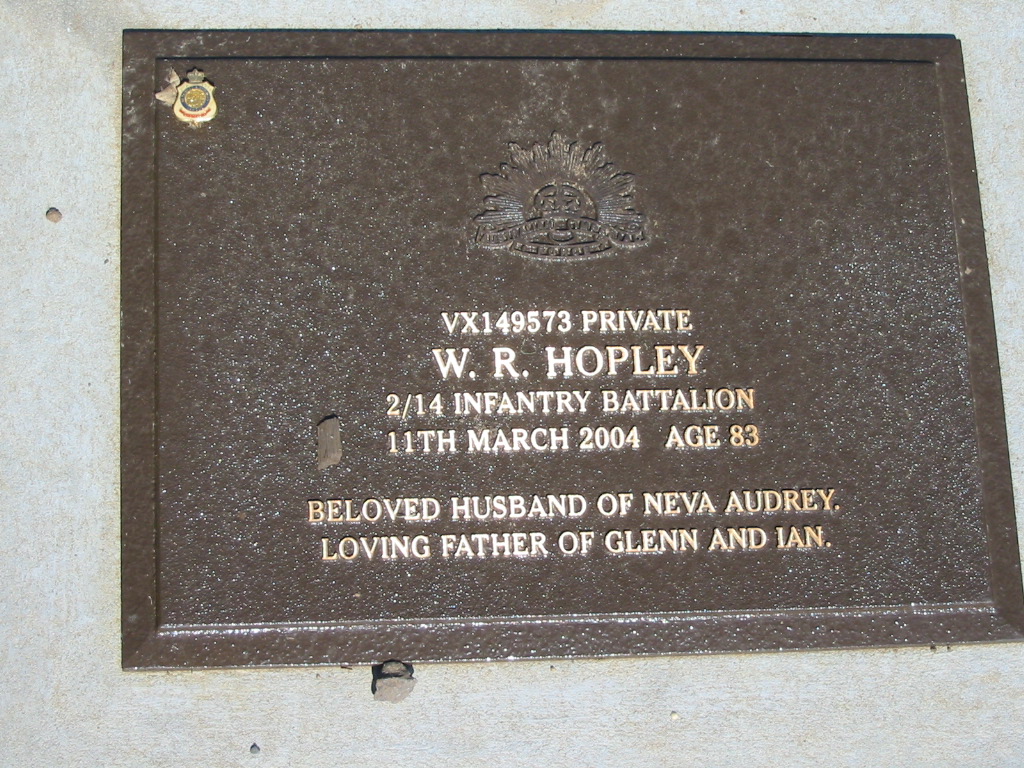 VX149573 PRIVATE
W. R. HOPLEY
2/14 INFANTRY BATTALION
11TH MARCH 2004 AGE 83
BELOVED HUSBAND OF NEVA AUDREY.
LOVING FATHER OF GLENN AND IAN.